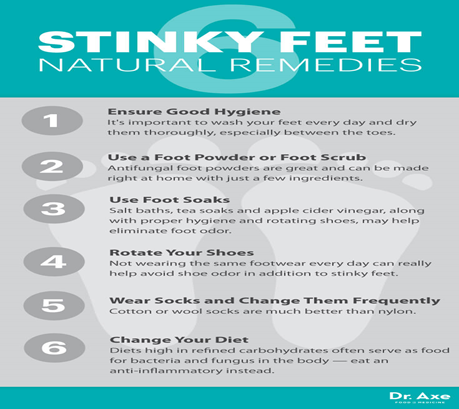 6
STINKY FEET
NATURAL REMEDIES
1
Ensure Good Hygiene
It's important to wash your feet every day and dry
them thoroughly, especially between the toes.
2
Use a Foot Powder or Foot Scrub
Antifungal foot powders are great and can be made
right at home with just a few ingredients.
3
Use Foot Soaks
Salt baths, tea soaks and apple cider vinegar, along
with proper hygiene and rotating shoes, may help
eliminate foot odor.
4
Rotate Your Shoes
Not wearing the same footwear every day can really
help avoid shoe odor in addition to stinky feet.
5
Wear Socks and Change Them Frequently
Cotton or wool socks are much better than nylon.
6
Change Your Diet
Diets high in refined carbohydrates often serve as food
for bacteria and fungus in the body — eat an
anti-inflammatory instead.
Dr. Axe
FOOD IS MEDICINE